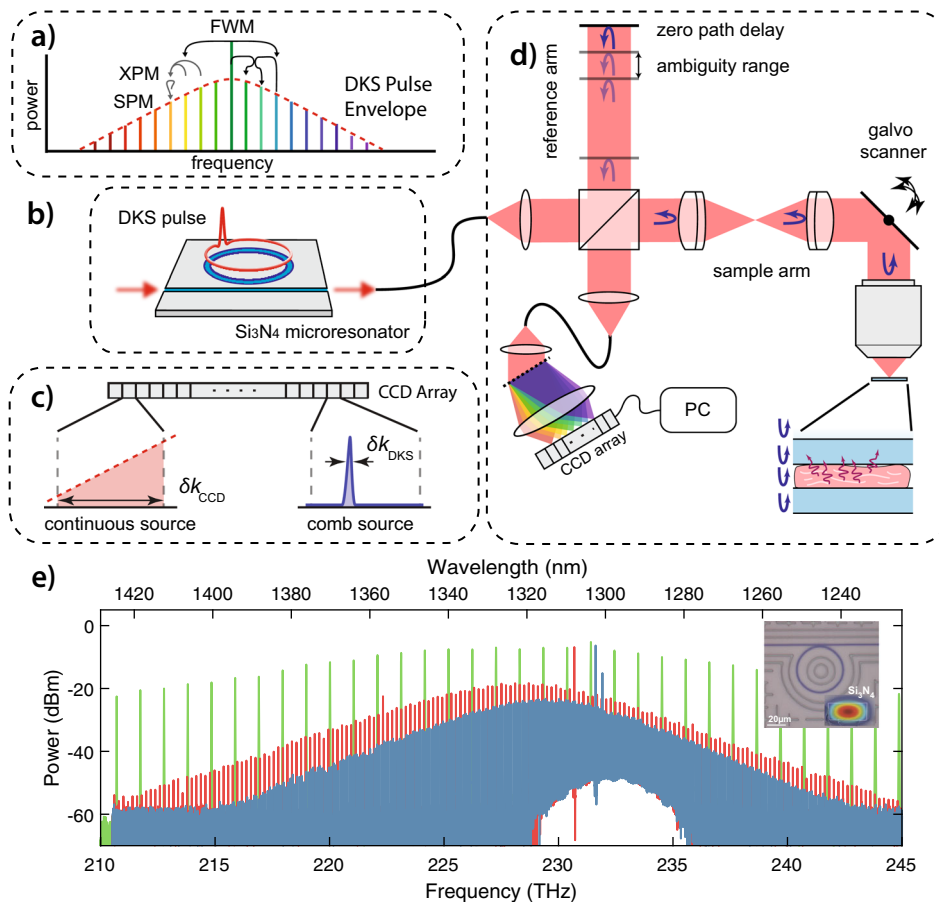 a)
FWM
XPM
SPM
DKS Pulse
Envelope
power
frequency
b)
DKS pulse
Si3N4 microresonator
c)
CCD Array
δkCCD
continuous source
δkDKS
comb source
d)
reference arm
zero path delay
ambiguity range
galvo
scanner
sample arm
PC
CCD array
e)
Wavelength (nm)
1420 1400 1380 1360 1340 1320 1300 1280 1260 1240
Power (dBm)
0
-20
-40
-60
Si3N4
20μm
210 215 220 225 230 235 240 245
Frequency (THz)